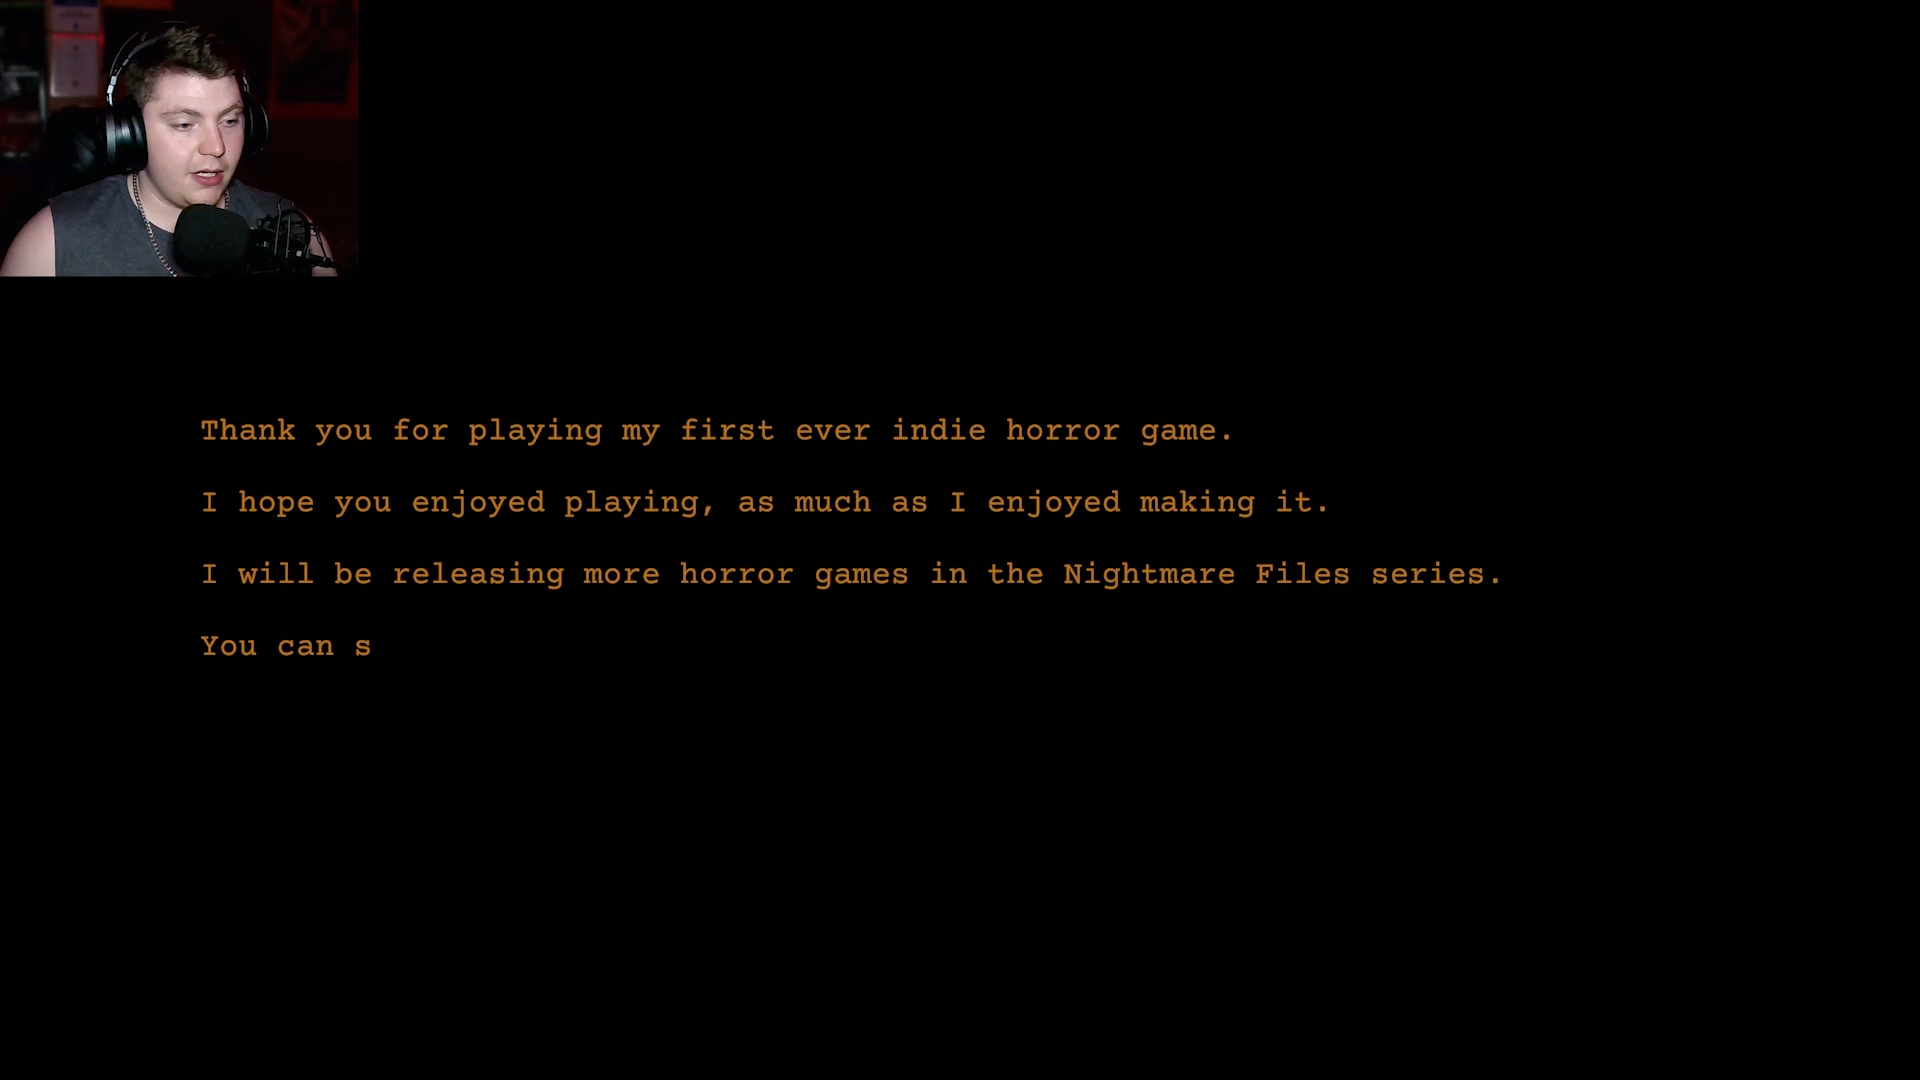 Thank you for playing my first ever indie horror game.
I hope you enjoyed playing, as much as I enjoyed making it.
I will be releasing more horror games in the Nightmare Files series.
You can s